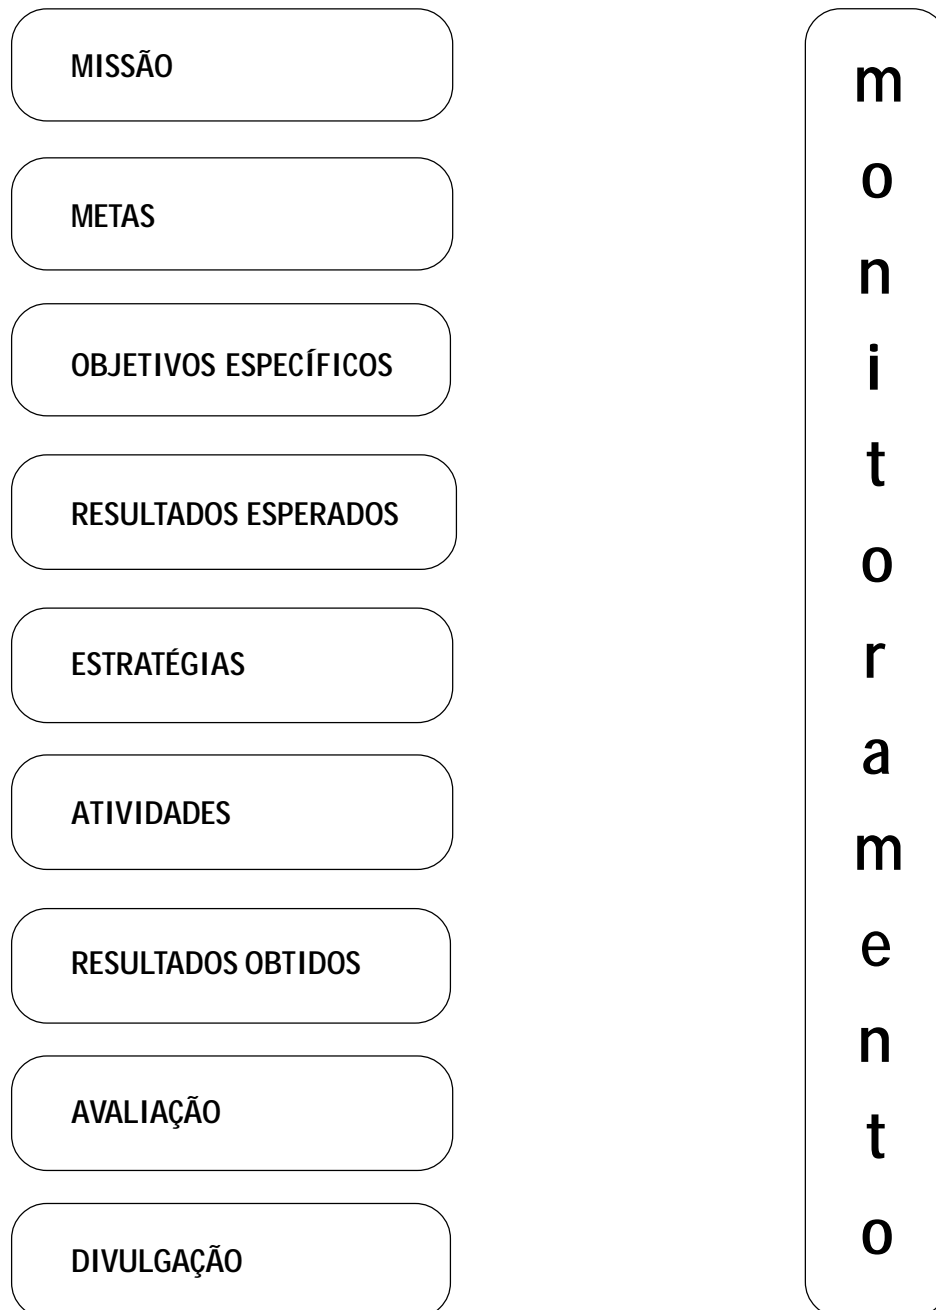 MISSÃO
METAS
OBJETIVOS ESPECÍFICOS
RESULTADOS ESPERADOS
ESTRATÉGIAS
ATIVIDADES
RESULTADOS OBTIDOS
AVALIAÇÃO
DIVULGAÇÃO
m
o
n
i
t
o
r
a
m
e
n
t
o